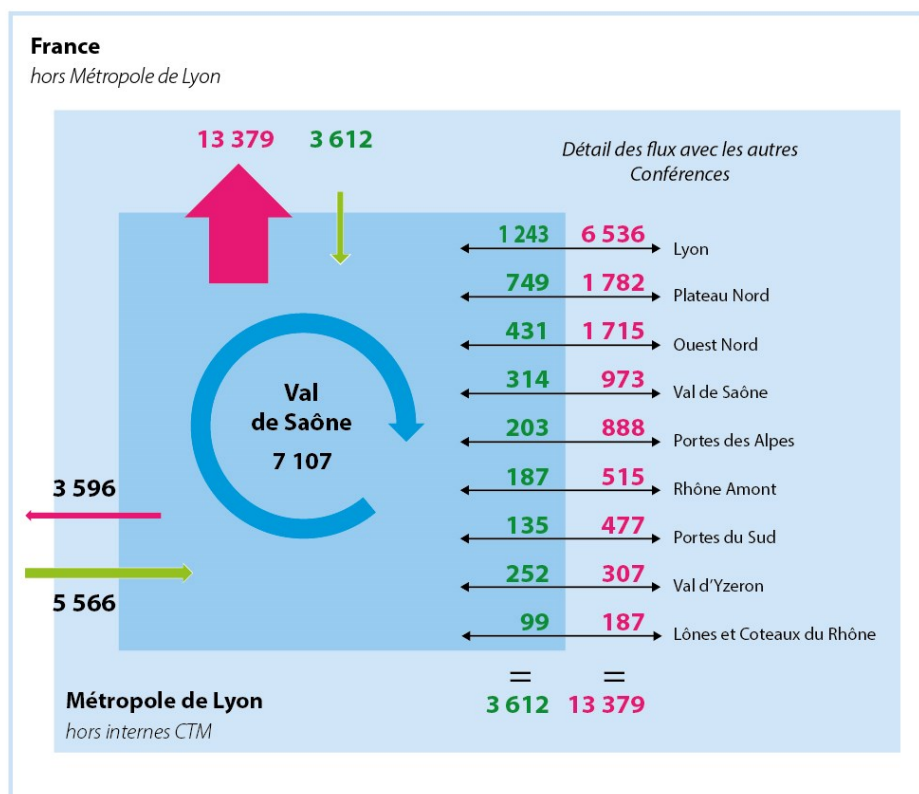 France
hors Métropole de Lyon
13 379 3 612
Détail des flux avec les autres
Conférences
1 243 6 536 Lyon
749 1 782 Plateau Nord
431 1 715 Ouest Nord
314 973 Val de Saône
203 888 Portes des Alpes
187 515 Rhône Amont
135 477 Portes du Sud
252 307 Val d'Yzeron
99 187 Lônes et Coteaux du Rhône
= =
3 612 13 379
Val
de Saône
7 107
3 596
5 566
Métropole de Lyon
hors internes CTM